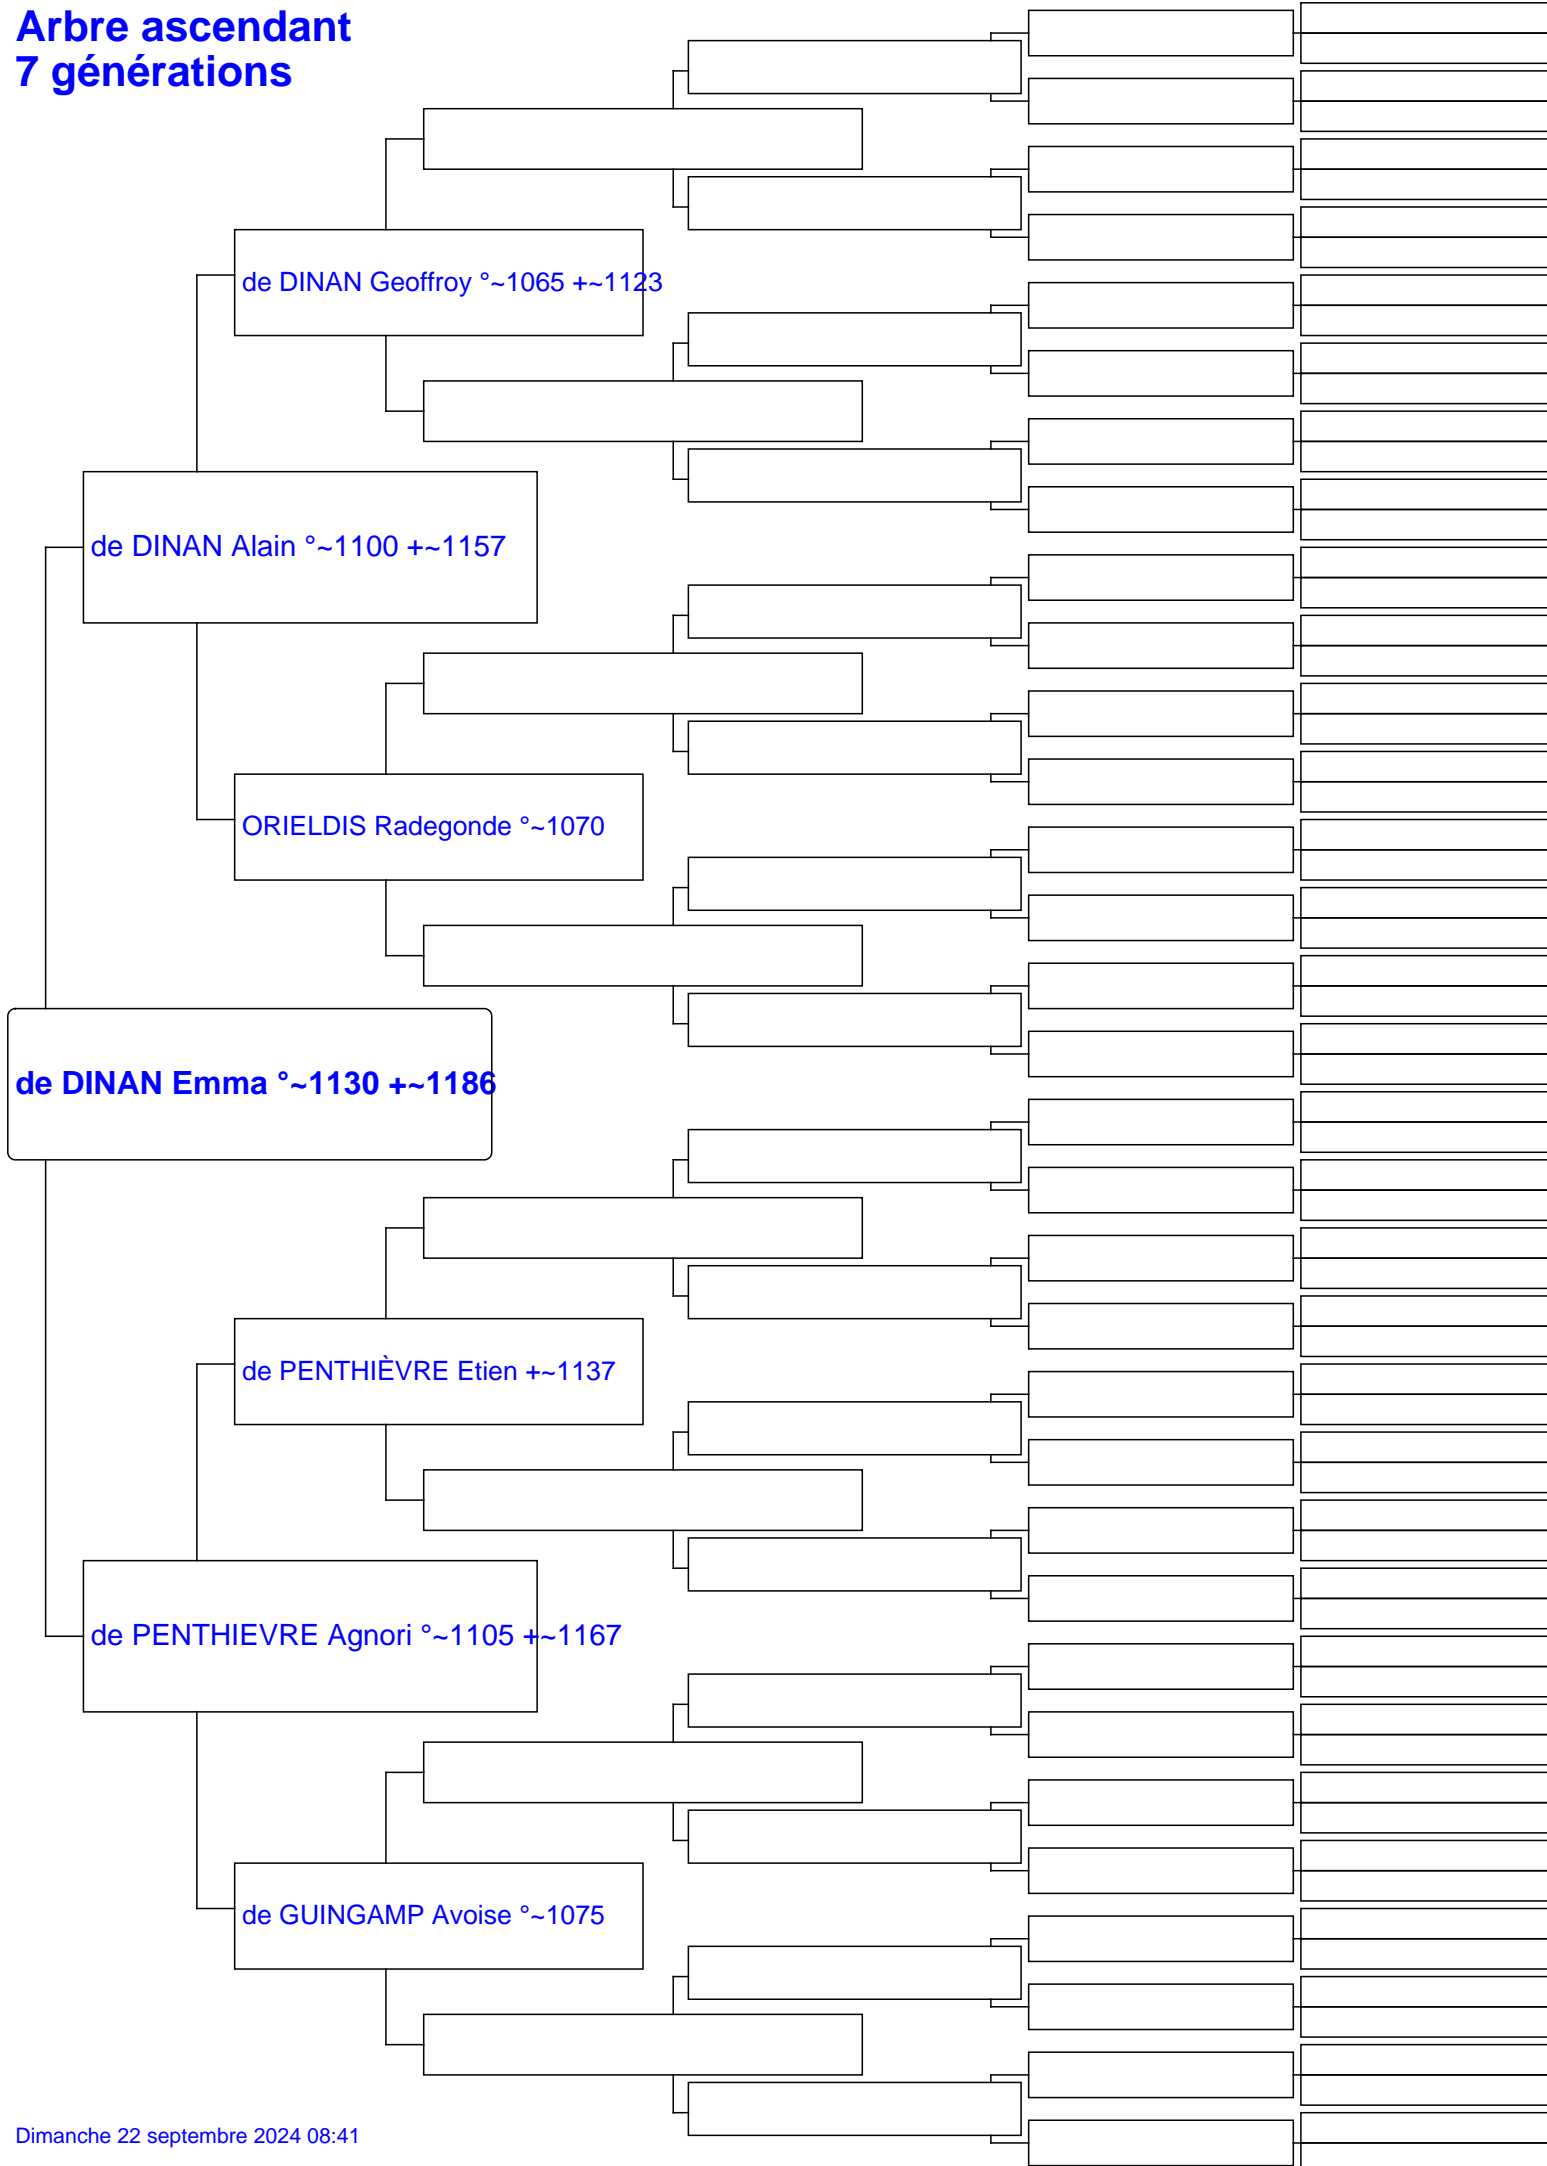 Arbre ascendant
7 générations
de DINAN Geoffroy °~1065 +~1123
de DINAN Alain °~1100 +~1157
ORIELDIS Radegonde °~1070
de DINAN Emma °~1130 +~1186
de PENTHIÈVRE Etien +~1137
de PENTHIEVRE Agnori °~1105 +~1167
de GUINGAMP Avoise °~1075
Dimanche 22 septembre 2024 08:41